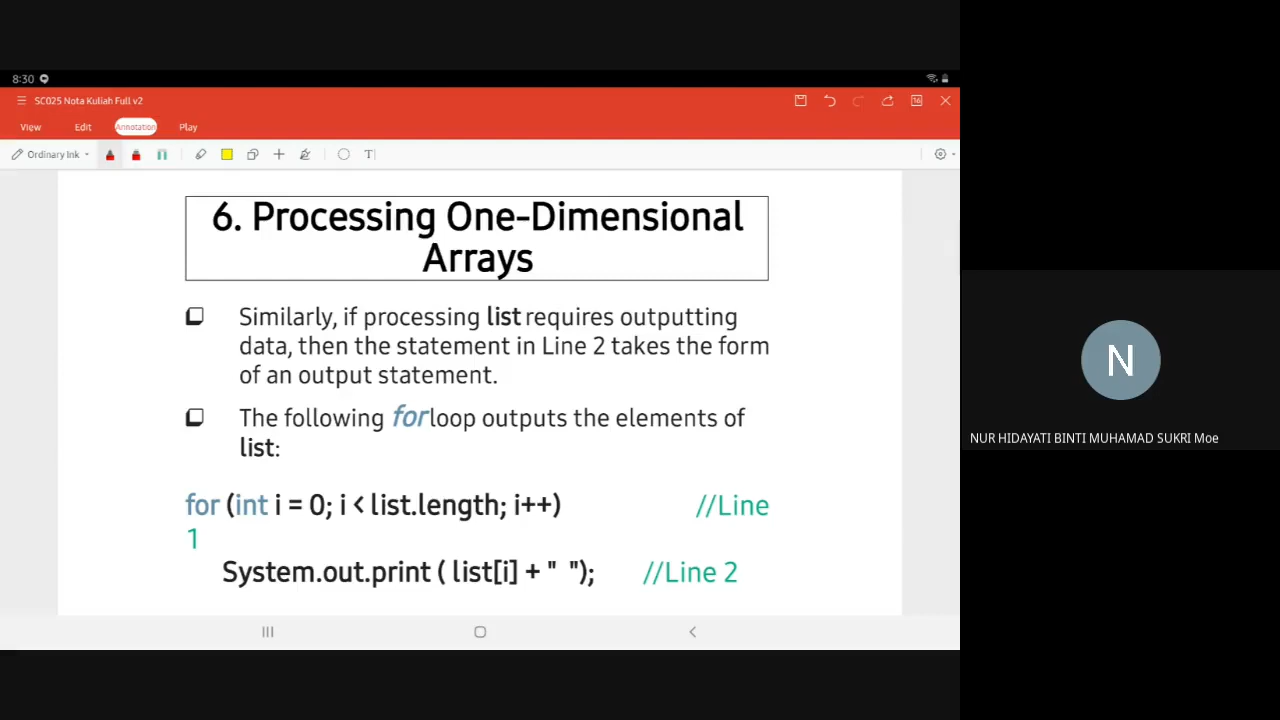 8:30
SC025 Nota Kuliah Full v2
16
View Edit Annotation Play
Ordinary Ink
T
6. Processing One-Dimensional
Arrays
Similarly, if processing list requires outputting
data, then the statement in Line 2 takes the form
of an output statement.
The following for loop outputs the elements of
list:
for (int i = 0; i < list.length; i++) //Line
1
System.out.print ( list[i] + " "); //Line 2
N
NUR HIDAYATI BINTI MUHAMAD SUKRI Moe